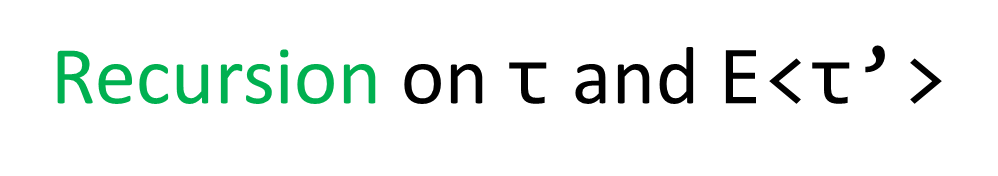 Recursion on τ and E<τ’>